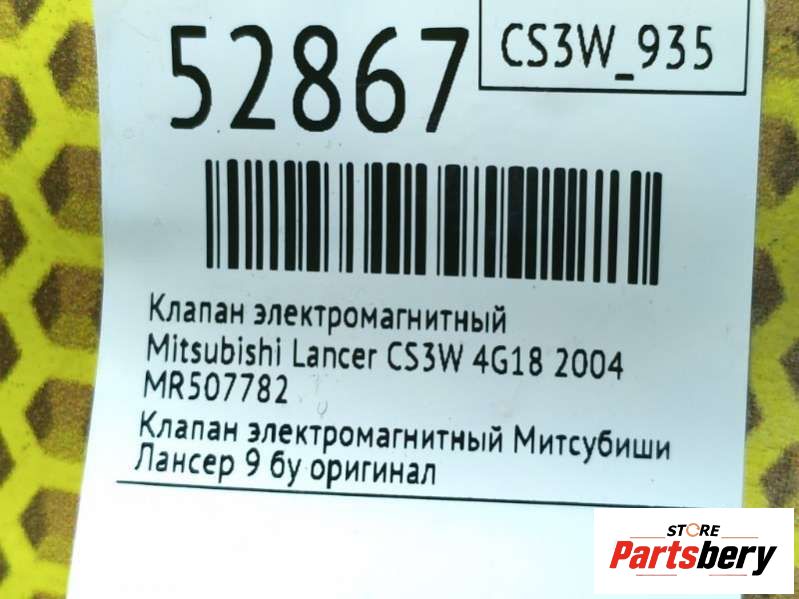 52867
CS3W_935
Клапан электромагнитный
Mitsubishi Lancer CS3W 4G18 2004
MR507782
Клапан электромагнитный Митсубиши
Лансер 9 бу оригинал
STORE
Partsbery